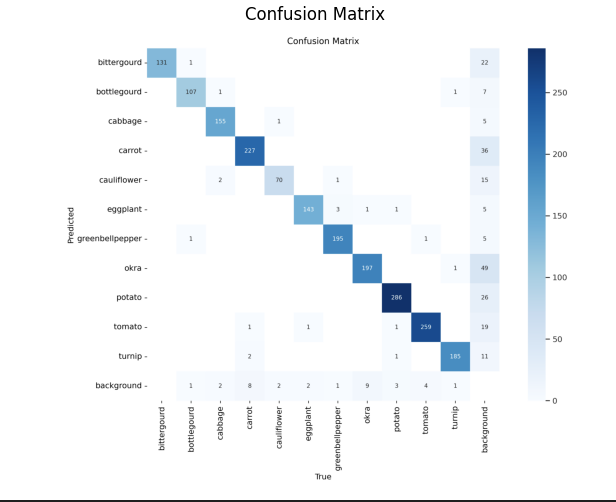 Confusion Matrix
Confusion Matrix
bittergourd 131 1 22
bottlegourd 107 1 1 7
cabbage 155 1 5
carrot 227 36
cauliflower 2 70 1 15
eggplant 143 3 1 1 5
greenbellpepper 1 195 1 5
okra 197 1 49
potato 286 26
tomato 1 1 1 259 19
turnip 2 1 185 11
background 1 2 8 2 2 1 9 3 4 1
Predicted
bittergourd
bottlegourd
cabbage
carrot
cauliflower
eggplant
greenbellpepper
okra
potato
tomato
turnip
background
True
250
200
150
100
50
0